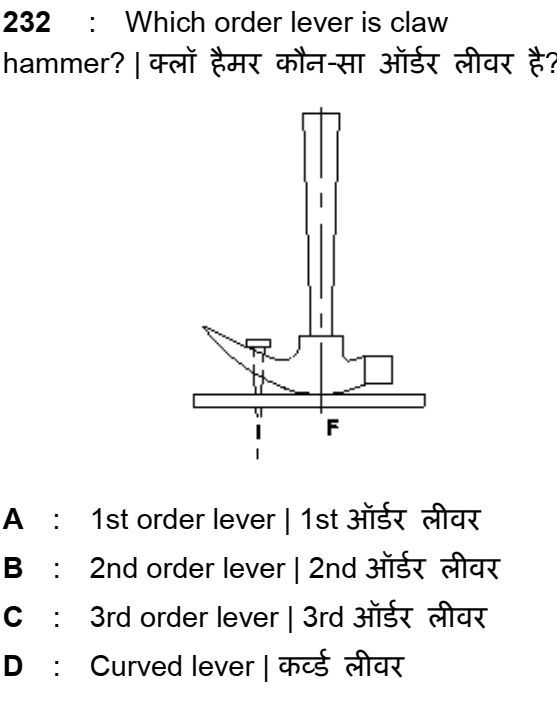 232 : Which order lever is claw
hammer? | क्लॉ हैमर कौन-सा ऑर्डर लीवर है?
F
A : 1st order lever | 1st ऑर्डर लीवर
B : 2nd order lever | 2nd ऑर्डर लीवर
C : 3rd order lever | 3rd ऑर्डर लीवर
D : Curved lever | कर्व्ड लीवर